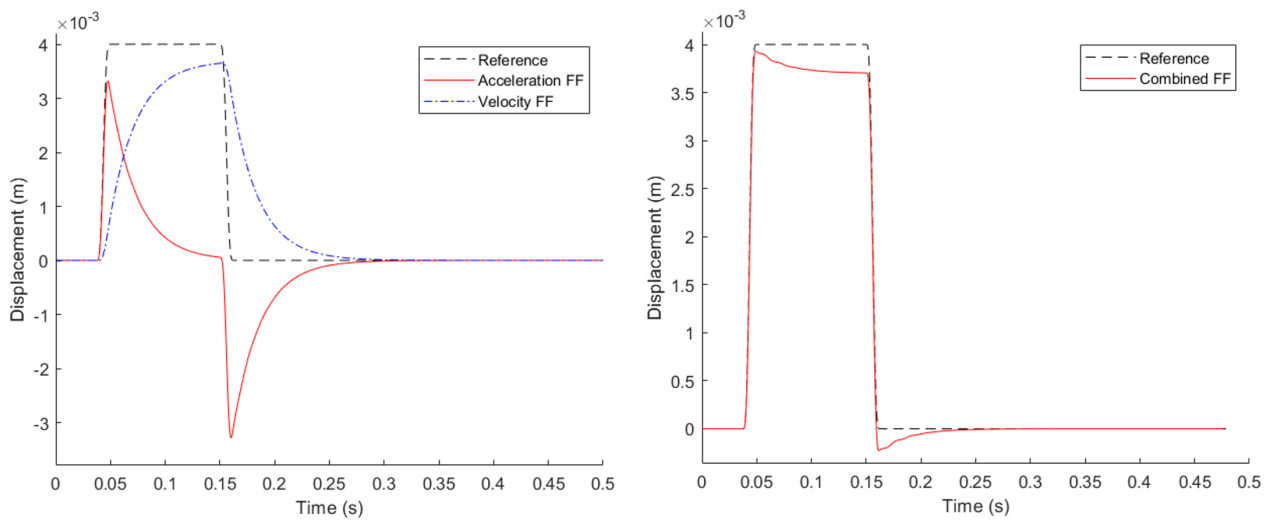 ×10⁻³
4
3
2
1
0
-1
-2
-3
0 0.05 0.1 0.15 0.2 0.25 0.3 0.35 0.4 0.45 0.5
Displacement (m)
Time (s)
Reference
Acceleration FF
Velocity FF
×10⁻³
4
3.5
3
2.5
2
1.5
1
0.5
0
0 0.05 0.1 0.15 0.2 0.25 0.3 0.35 0.4 0.45 0.5
Displacement (m)
Time (s)
Reference
Combined FF